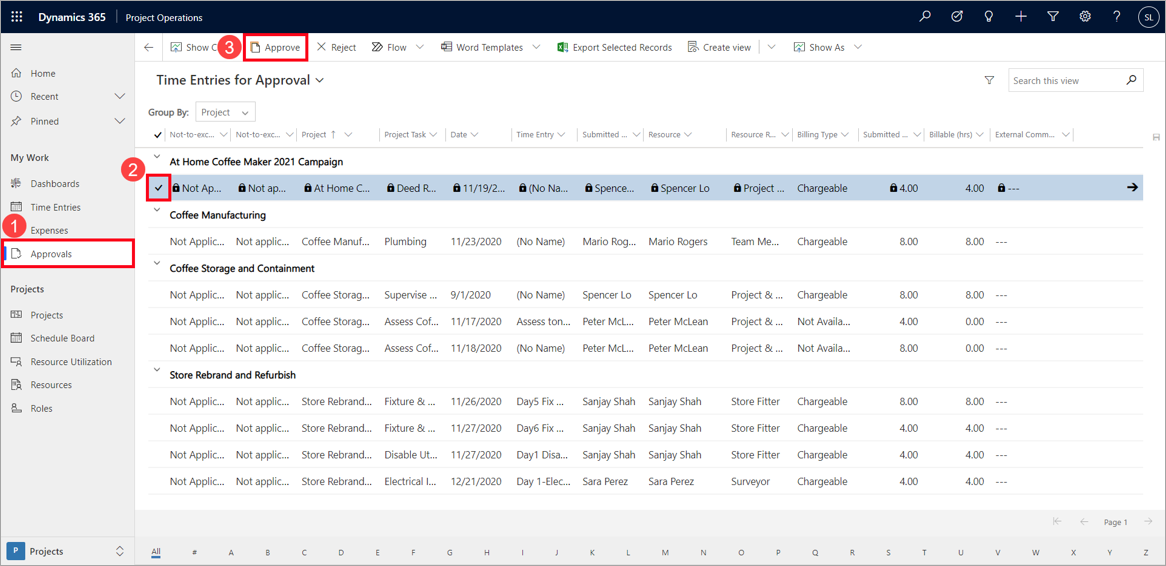 Dynamics 365 Project Operations SL
Show C 3 Approve Reject Flow Word Templates Export Selected Records Create view Show As
Home
Recent
Pinned
My Work
Dashboards
Time Entries
1 Expenses
Approvals
Projects
Projects
Schedule Board
Resource Utilization
Resources
Roles
P Projects
Time Entries for Approval Search this view
Group By: Project
Not-to-exc... Not-to-exc... Project ↑ Project Task Date Time Entry Submitted ... Resource Resource R... Billing Type Submitted ... Billable (hrs) External Comm...
At Home Coffee Maker 2021 Campaign
2 Not Ap... Not ap... At Home C... Deed R... 11/19/2... (No Na... Spence... Spencer Lo Project ... Chargeable 4.00 4.00 ---
Coffee Manufacturing
Not Applic... Not applic... Coffee Manuf... Plumbing 11/23/2020 (No Name) Mario Rog... Mario Rogers Team Me... Chargeable 8.00 8.00 ---
Coffee Storage and Containment
Not Applic... Not applic... Coffee Storag... Supervise ... 9/1/2020 (No Name) Spencer Lo Spencer Lo Project & ... Chargeable 8.00 8.00 ---
Not Applic... Not applic... Coffee Storag... Assess Cof... 11/17/2020 Assess ton... Peter McL... Peter McLean Project & ... Not Availa... 4.00 0.00 ---
Not Applic... Not applic... Coffee Storag... Assess Cof... 11/18/2020 (No Name) Peter McL... Peter McLean Project & ... Not Availa... 8.00 0.00 ---
Store Rebrand and Refurbish
Not Applic... Not applic... Store Rebrand... Fixture & ... 11/26/2020 Day5 Fix ... Sanjay Shah Sanjay Shah Store Fitter Chargeable 8.00 8.00 ---
Not Applic... Not applic... Store Rebrand... Fixture & ... 11/27/2020 Day6 Fix ... Sanjay Shah Sanjay Shah Store Fitter Chargeable 4.00 4.00 ---
Not Applic... Not applic... Store Rebrand... Disable Ut... 11/27/2020 Day1 Disa... Sanjay Shah Sanjay Shah Store Fitter Chargeable 4.00 4.00 ---
Not Applic... Not applic... Store Rebrand... Electrical I... 12/21/2020 Day 1-Elec... Sara Perez Sara Perez Surveyor Chargeable 4.00 4.00 ---
Page 1
All # A B C D E F G H I J K L M N O P Q R S T U V W X Y Z